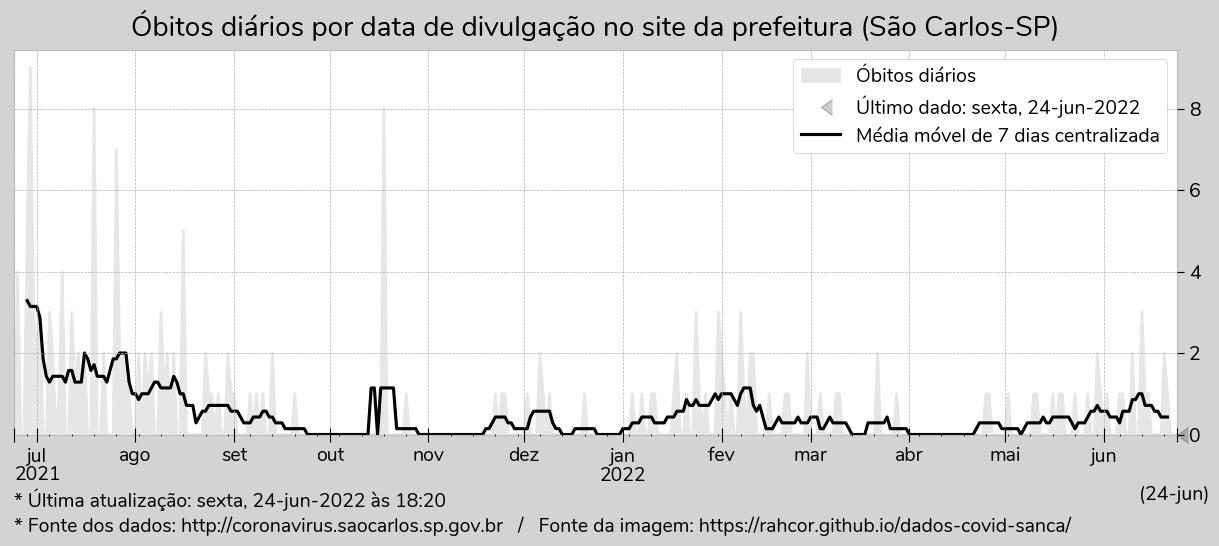 Óbitos diários por data de divulgação no site da prefeitura (São Carlos-SP)
Óbitos diários
Último dado: sexta, 24-jun-2022
Média móvel de 7 dias centralizada
8
6
4
2
0
jul ago set out nov dez jan fev mar abr mai jun
2021 2022
(24-jun)
* Última atualização: sexta, 24-jun-2022 às 18:20
* Fonte dos dados: http://coronavirus.saocarlos.sp.gov.br / Fonte da imagem: https://rahcor.github.io/dados-covid-sanca/